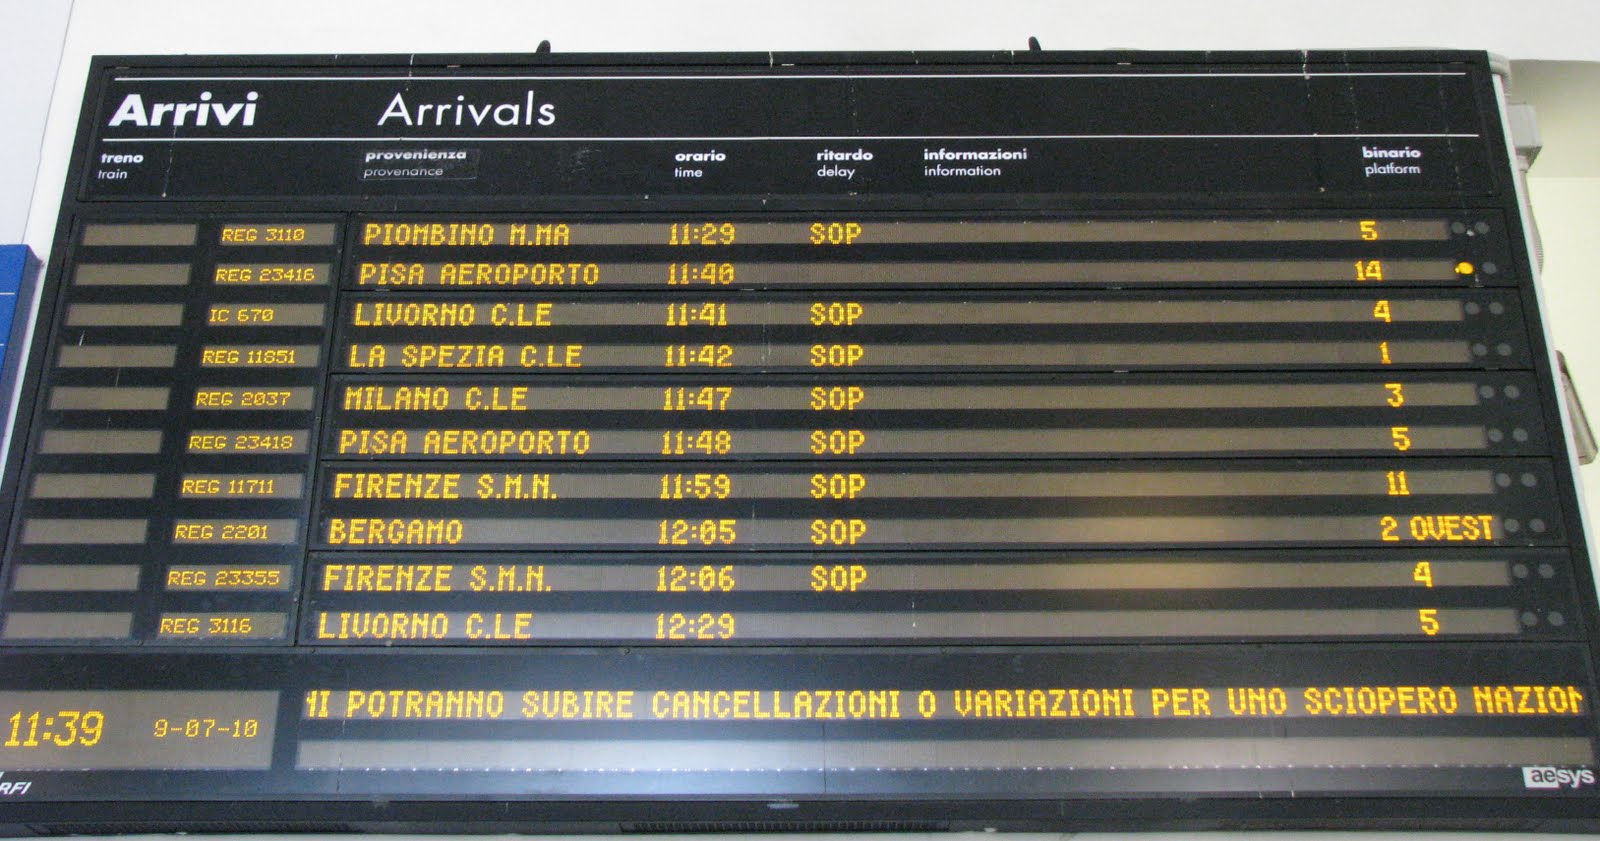 Arrivi Arrivals
treno provenienza orario ritardo informazioni binario
train provenance time delay information platform
REG 3110 PIOMBINO M.MA 11:29 SOP 5
REG 23416 PISA AEROPORTO 11:40 14
IC 670 LIVORNO C.LE 11:41 SOP 4
REG 11851 LA SPEZIA C.LE 11:42 SOP 1
REG 2037 MILANO C.LE 11:47 SOP 3
REG 23418 PISA AEROPORTO 11:48 SOP 5
REG 11711 FIRENZE S.M.N. 11:59 SOP 11
REG 2201 BERGAMO 12:05 SOP 2 OVEST
REG 23355 FIRENZE S.M.N. 12:06 SOP 4
REG 3116 LIVORNO C.LE 12:29 5
POTRANNO SUBIRE CANCELLAZIONI O VARIAZIONI PER UNO SCIOPERO NAZION
11:39 9-07-10
RFI aesys